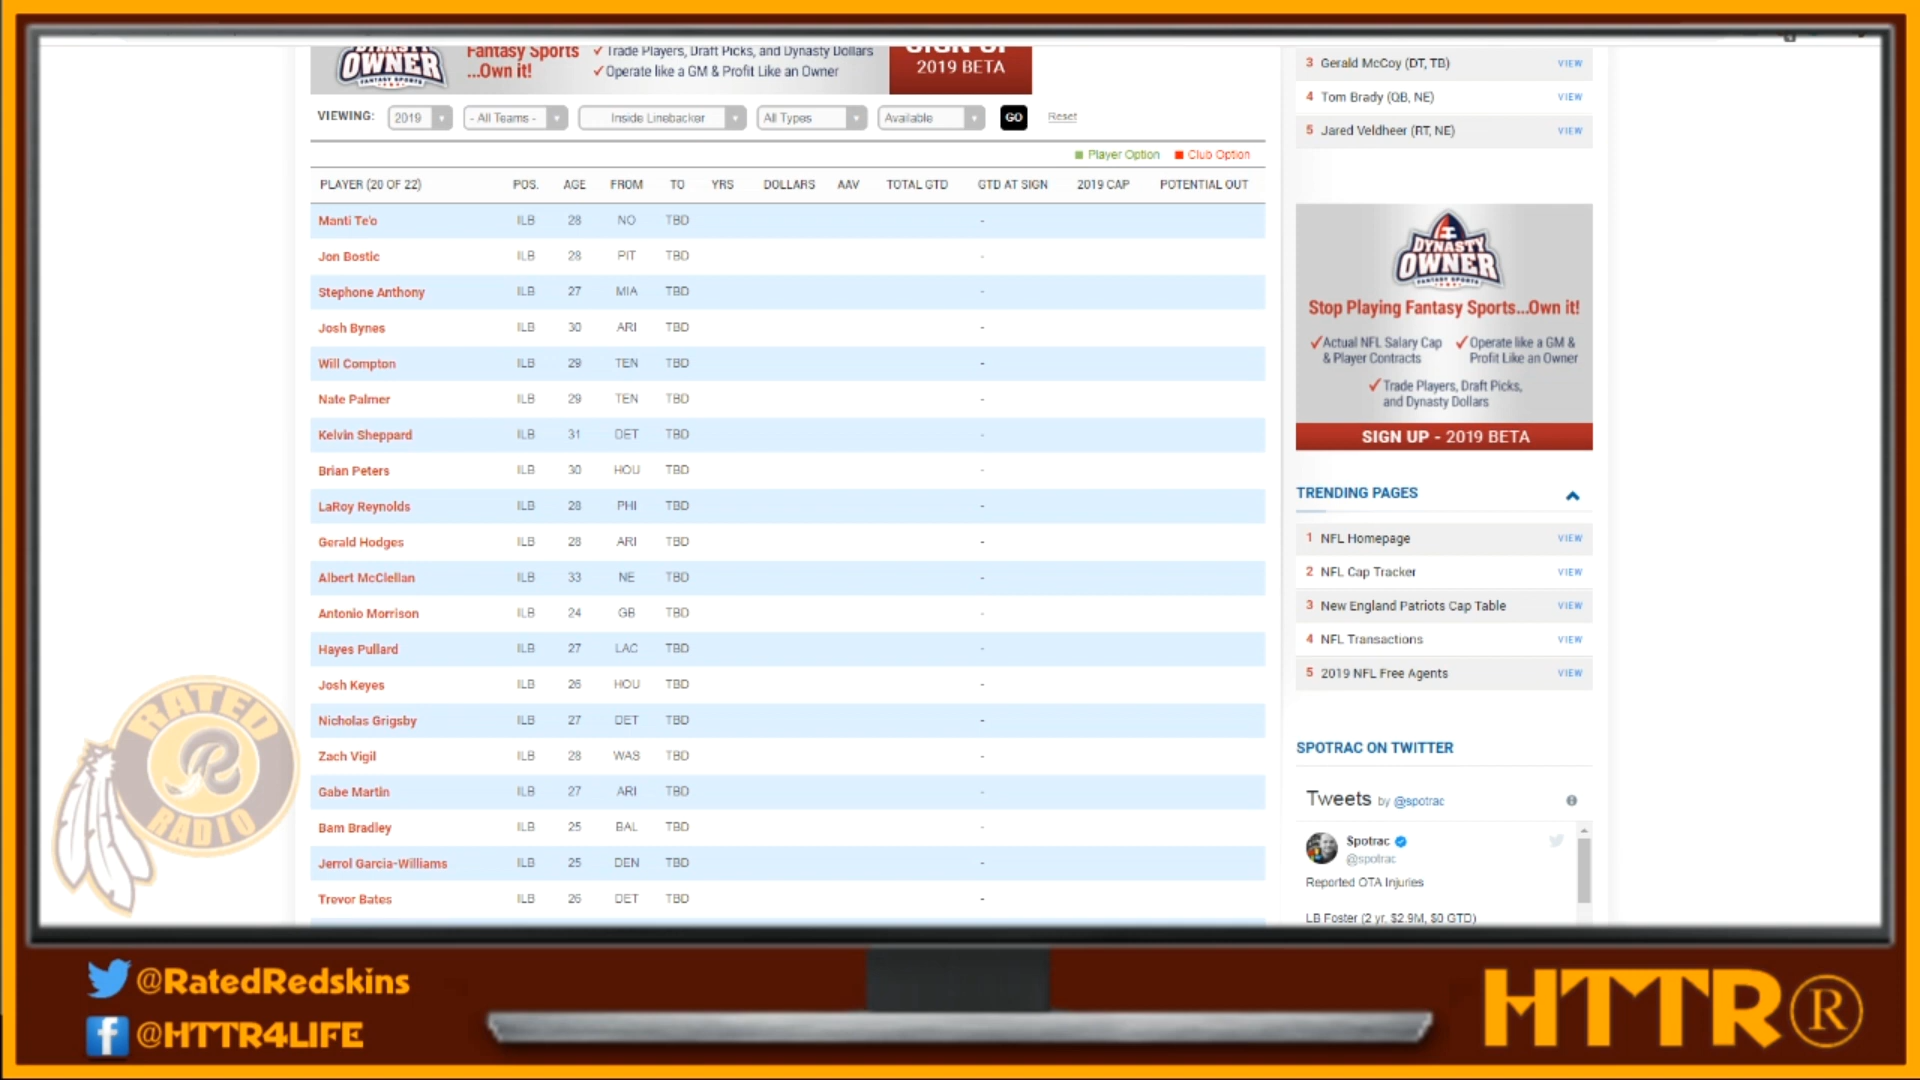 DYNASTY
OWNER
FANTASY SPORTS
Fantasy Sports
...Own it!
Trade Players, Draft Picks, and Dynasty Dollars
Operate like a GM & Profit Like an Owner
SIGN UP
2019 BETA
VIEWING: 2019 - All Teams - Inside Linebacker All Types Available GO Reset
Player Option Club Option
PLAYER (20 OF 22) POS. AGE FROM TO YRS DOLLARS AAV TOTAL GTD GTD AT SIGN 2019 CAP POTENTIAL OUT
Manti Te'o ILB 28 NO TBD -
Jon Bostic ILB 28 PIT TBD -
Stephone Anthony ILB 27 MIA TBD -
Josh Bynes ILB 30 ARI TBD -
Will Compton ILB 29 TEN TBD -
Nate Palmer ILB 29 TEN TBD -
Kelvin Sheppard ILB 31 DET TBD -
Brian Peters ILB 30 HOU TBD -
LaRoy Reynolds ILB 28 PHI TBD -
Gerald Hodges ILB 28 ARI TBD -
Albert McClellan ILB 33 NE TBD -
Antonio Morrison ILB 24 GB TBD -
Hayes Pullard ILB 27 LAC TBD -
Josh Keyes ILB 26 HOU TBD -
Nicholas Grigsby ILB 27 DET TBD -
Zach Vigil ILB 28 WAS TBD -
Gabe Martin ILB 27 ARI TBD -
Bam Bradley ILB 25 BAL TBD -
Jerrol Garcia-Williams ILB 25 DEN TBD -
Trevor Bates ILB 26 DET TBD -
3 Gerald McCoy (DT, TB) VIEW
4 Tom Brady (QB, NE) VIEW
5 Jared Veldheer (RT, NE) VIEW
DYNASTY
OWNER
FANTASY SPORTS
Stop Playing Fantasy Sports...Own it!
Actual NFL Salary Cap
& Player Contracts
Operate like a GM &
Profit Like an Owner
Trade Players, Draft Picks,
and Dynasty Dollars
SIGN UP - 2019 BETA
TRENDING PAGES
1 NFL Homepage VIEW
2 NFL Cap Tracker VIEW
3 New England Patriots Cap Table VIEW
4 NFL Transactions VIEW
5 2019 NFL Free Agents VIEW
SPOTRAC ON TWITTER
Tweets by @spotrac
Spotrac
@spotrac
Reported OTA Injuries
LB Foster (2 yr, $2.9M, $0 GTD)
RATED
R
RADIO
@RatedRedskins
@HTTR4LIFE
HTTR®